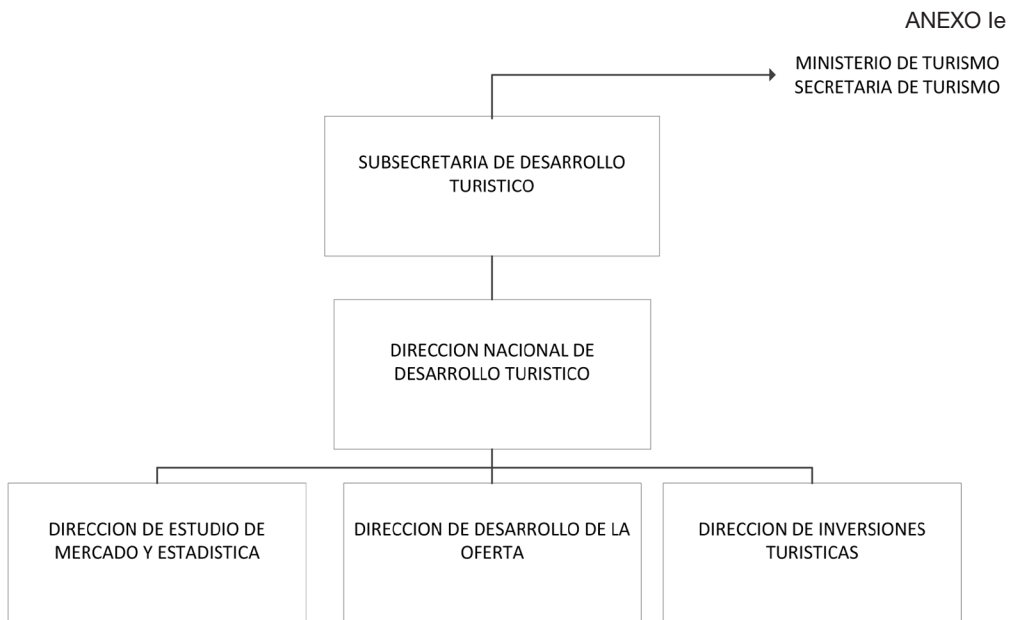 ANEXO Ie
MINISTERIO DE TURISMO
SECRETARIA DE TURISMO
SUBSECRETARIA DE DESARROLLO
TURISTICO
DIRECCION NACIONAL DE
DESARROLLO TURISTICO
DIRECCION DE ESTUDIO DE
MERCADO Y ESTADISTICA
DIRECCION DE DESARROLLO DE LA
OFERTA
DIRECCION DE INVERSIONES
TURISTICAS